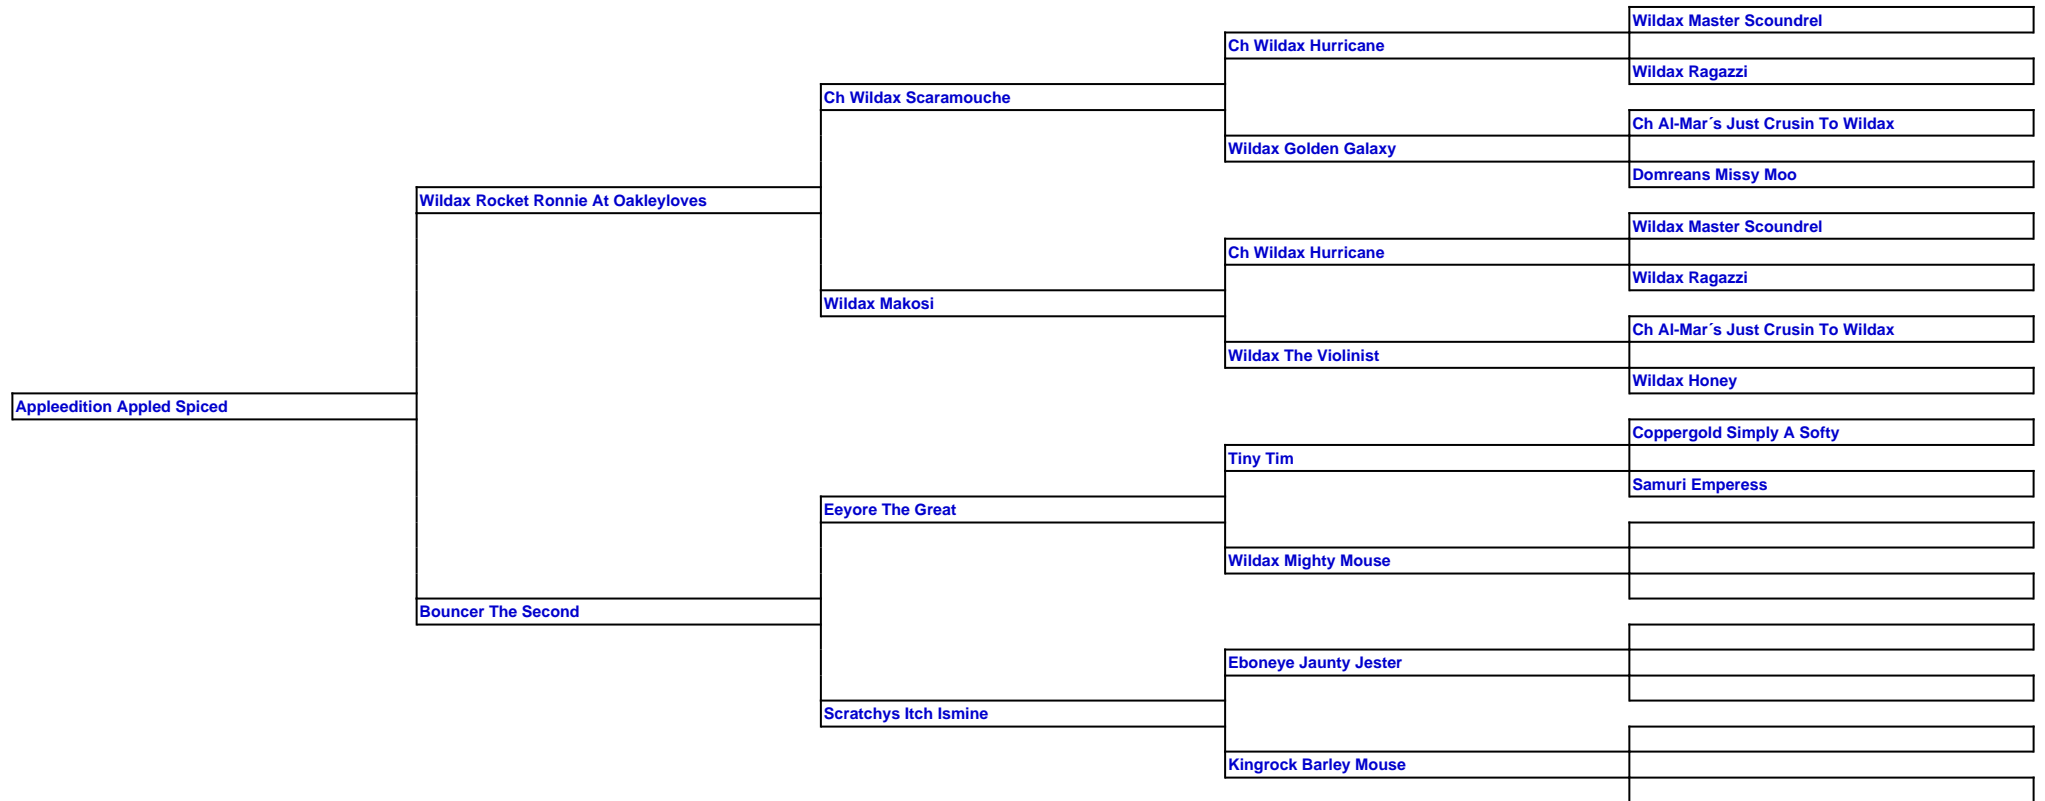 Wildax Master Scoundrel
Ch Wildax Hurricane
Wildax Ragazzi
Ch Wildax Scaramouche
Ch Al-Mar´s Just Crusin To Wildax
Wildax Golden Galaxy
Domreans Missy Moo
Wildax Rocket Ronnie At Oakleyloves
Wildax Master Scoundrel
Ch Wildax Hurricane
Wildax Ragazzi
Wildax Makosi
Ch Al-Mar´s Just Crusin To Wildax
Wildax The Violinist
Wildax Honey
Appleedition Appled Spiced
Coppergold Simply A Softy
Tiny Tim
Samuri Emperess
Eeyore The Great
Wildax Mighty Mouse
Bouncer The Second
Eboneye Jaunty Jester
Scratchys Itch Ismine
Kingrock Barley Mouse